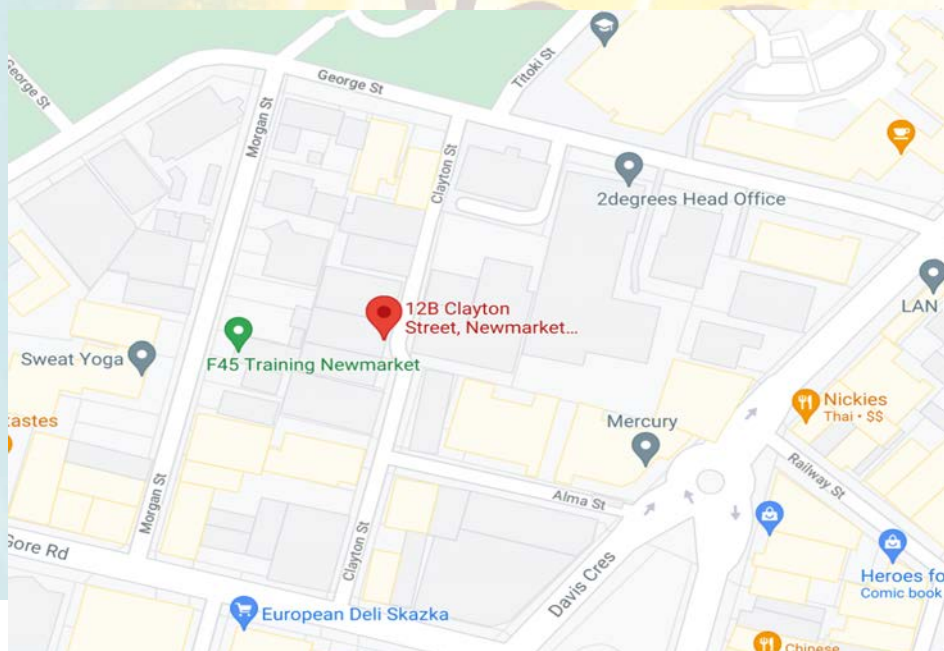 George St
George St
Titoki St
Morgan St
Clayton St
2degrees Head Office
LAN
12B Clayton
Street, Newmarket...
F45 Training Newmarket
Sweat Yoga
Nickies
Thai • $$
tastes
Mercury
Railway St
Alma St
Morgan St
Clayton St
Gore Rd
Davis Cres
Heroes fo
Comic book
European Deli Skazka
Chinese